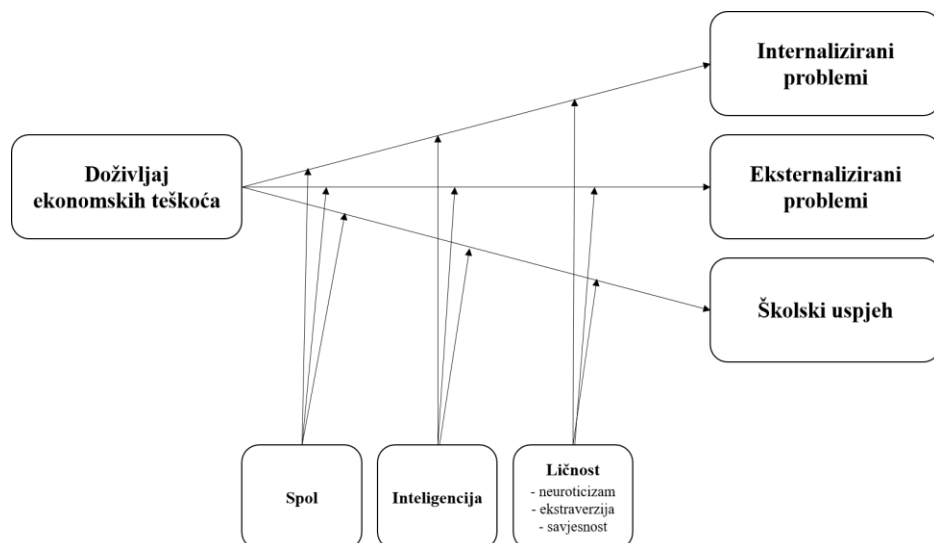 Internalizirani
problemi
Doživljaj
ekonomskih teškoća
Eksternalizirani
problemi
Školski uspjeh
Spol
Inteligencija
Ličnost
- neuroticizam
- ekstraverzija
- savjesnost